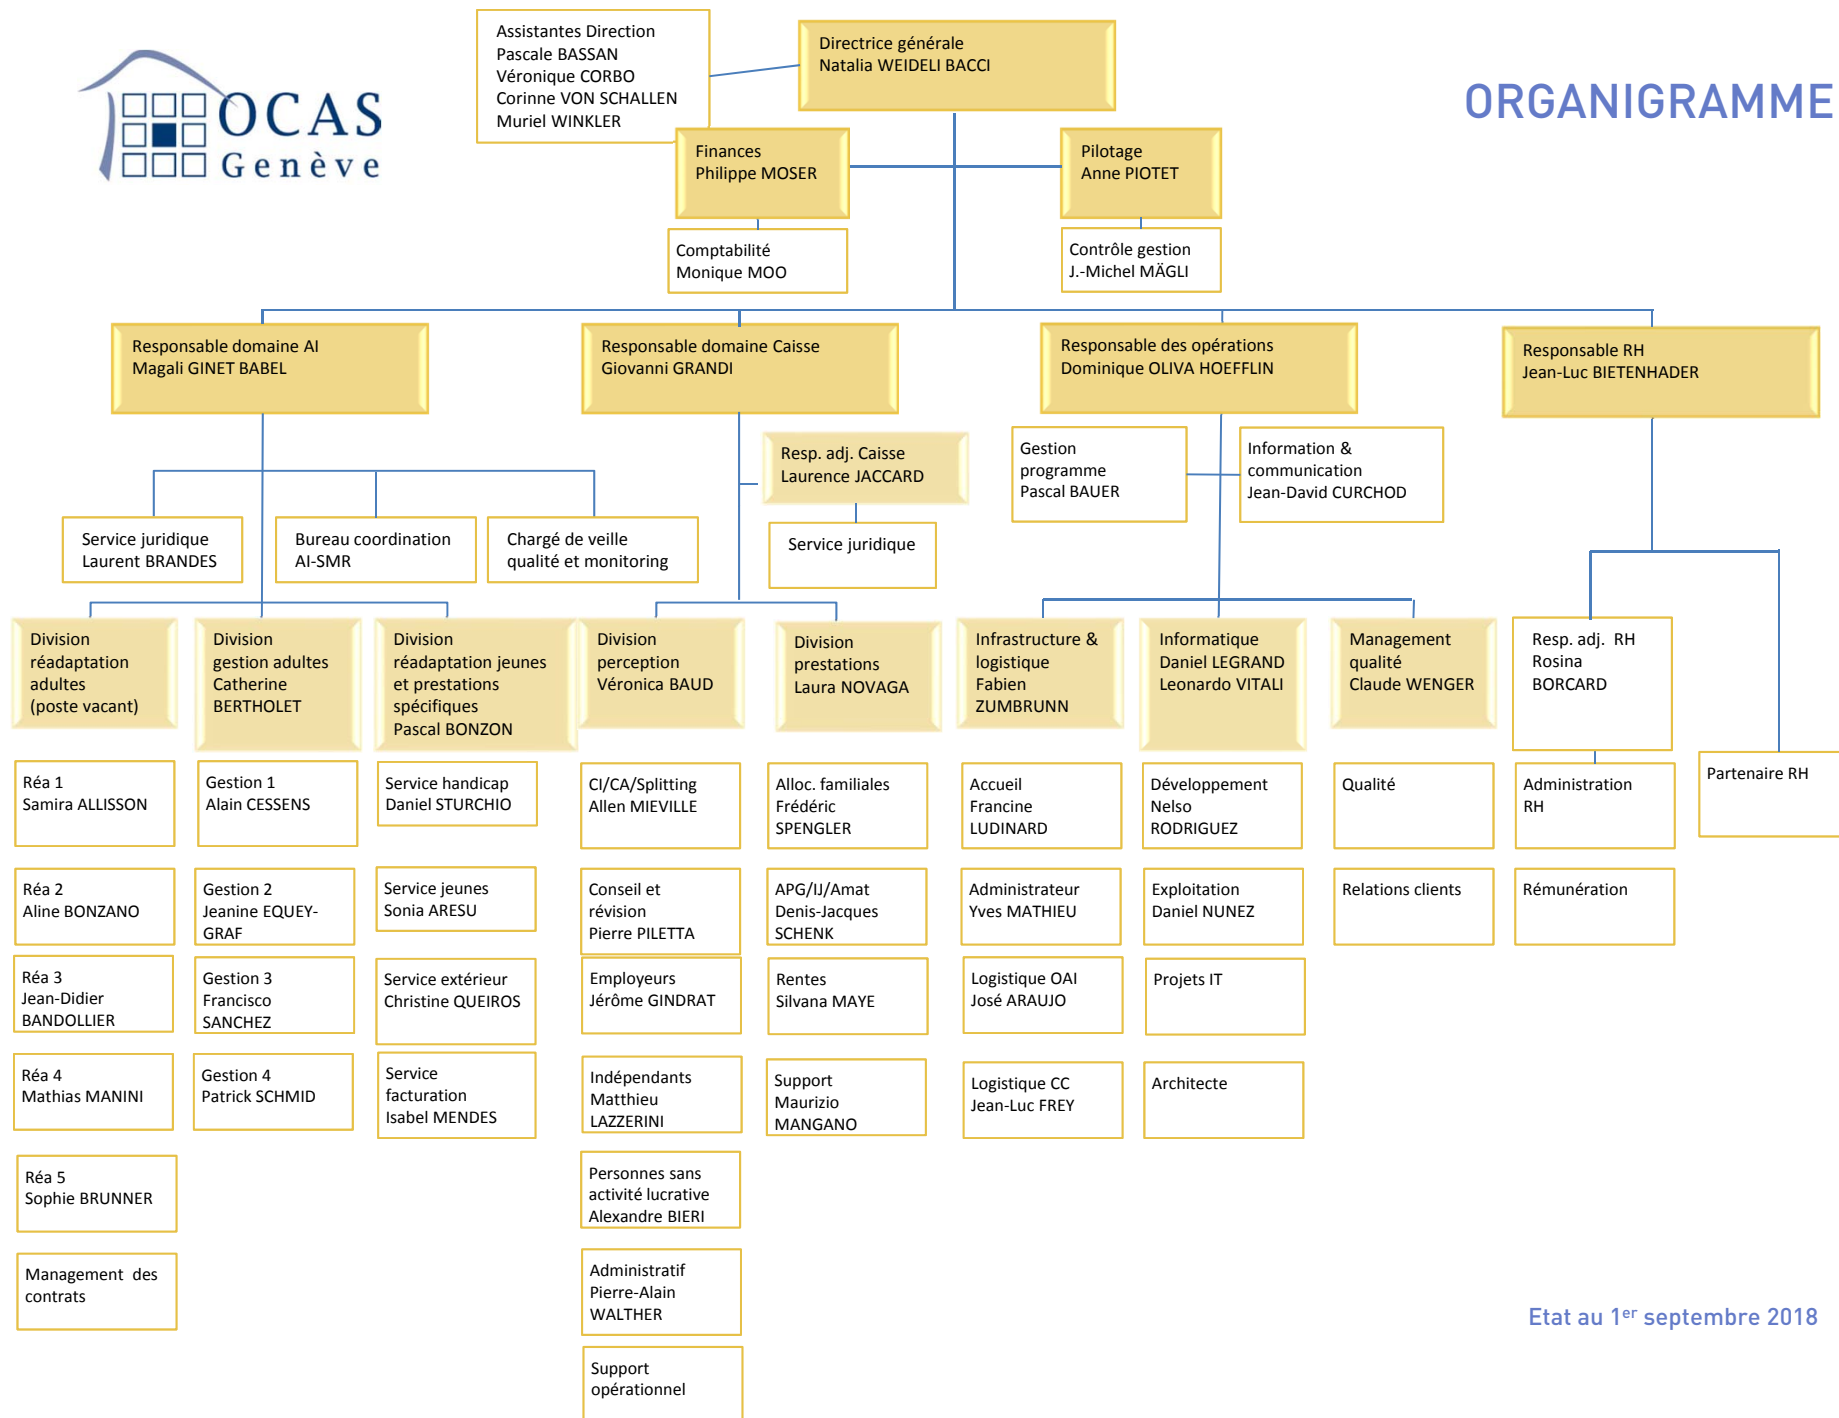 Assistantes Direction
Pascale BASSAN
Véronique CORBO
Corinne VON SCHALLEN
Muriel WINKLER
Directrice générale
Natalia WEIDELI BACCI
OCAS
Genève
ORGANIGRAMME
Finances
Philippe MOSER
Pilotage
Anne PIOTET
Comptabilité
Monique MOO
Contrôle gestion
J.-Michel MÄGLI
Responsable domaine AI
Magali GINET BABEL
Responsable domaine Caisse
Giovanni GRANDI
Responsable des opérations
Dominique OLIVA HOEFFLIN
Responsable RH
Jean-Luc BIETENHADER
Resp. adj. Caisse
Laurence JACCARD
Gestion
programme
Pascal BAUER
Information &
communication
Jean-David CURCHOD
Service juridique
Laurent BRANDES
Bureau coordination
AI-SMR
Chargé de veille
qualité et monitoring
Service juridique
Division
réadaptation
adultes
(poste vacant)
Division
gestion adultes
Catherine
BERTHOLET
Division
réadaptation jeunes
et prestations
spécifiques
Pascal BONZON
Division
perception
Véronica BAUD
Division
prestations
Laura NOVAGA
Infrastructure &
logistique
Fabien
ZUMBRUNN
Informatique
Daniel LEGRAND
Leonardo VITALI
Management
qualité
Claude WENGER
Resp. adj.  RH
Rosina
BORCARD
Partenaire RH
Réa 1
Samira ALLISSON
Gestion 1
Alain CESSENS
Service handicap
Daniel STURCHIO
CI/CA/Splitting
Allen MIEVILLE
Alloc. familiales
Frédéric
SPENGLER
Accueil
Francine
LUDINARD
Développement
Nelso
RODRIGUEZ
Qualité
Administration
RH
Réa 2
Aline BONZANO
Gestion 2
Jeanine EQUEY-
GRAF
Service jeunes
Sonia ARESU
Conseil et
révision
Pierre PILETTA
APG/IJ/Amat
Denis-Jacques
SCHENK
Administrateur
Yves MATHIEU
Exploitation
Daniel NUNEZ
Relations clients
Rémunération
Réa 3
Jean-Didier
BANDOLLIER
Gestion 3
Francisco
SANCHEZ
Service extérieur
Christine QUEIROS
Employeurs
Jérôme GINDRAT
Rentes
Silvana MAYE
Logistique OAI
José ARAUJO
Projets IT
Réa 4
Mathias MANINI
Gestion 4
Patrick SCHMID
Service
facturation
Isabel MENDES
Indépendants
Matthieu
LAZZERINI
Support
Maurizio
MANGANO
Logistique CC
Jean-Luc FREY
Architecte
Réa 5
Sophie BRUNNER
Personnes sans
activité lucrative
Alexandre BIERI
Management  des
contrats
Administratif
Pierre-Alain
WALTHER
Support
opérationnel
Etat au 1er septembre 2018